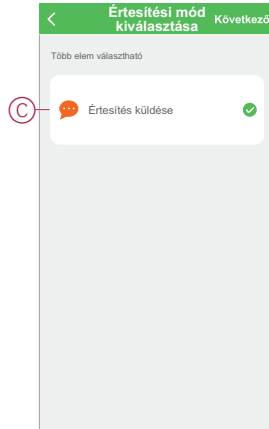 Értesítési mód
kiválasztása
Következő
Több elem választható
C
Értesítés küldése